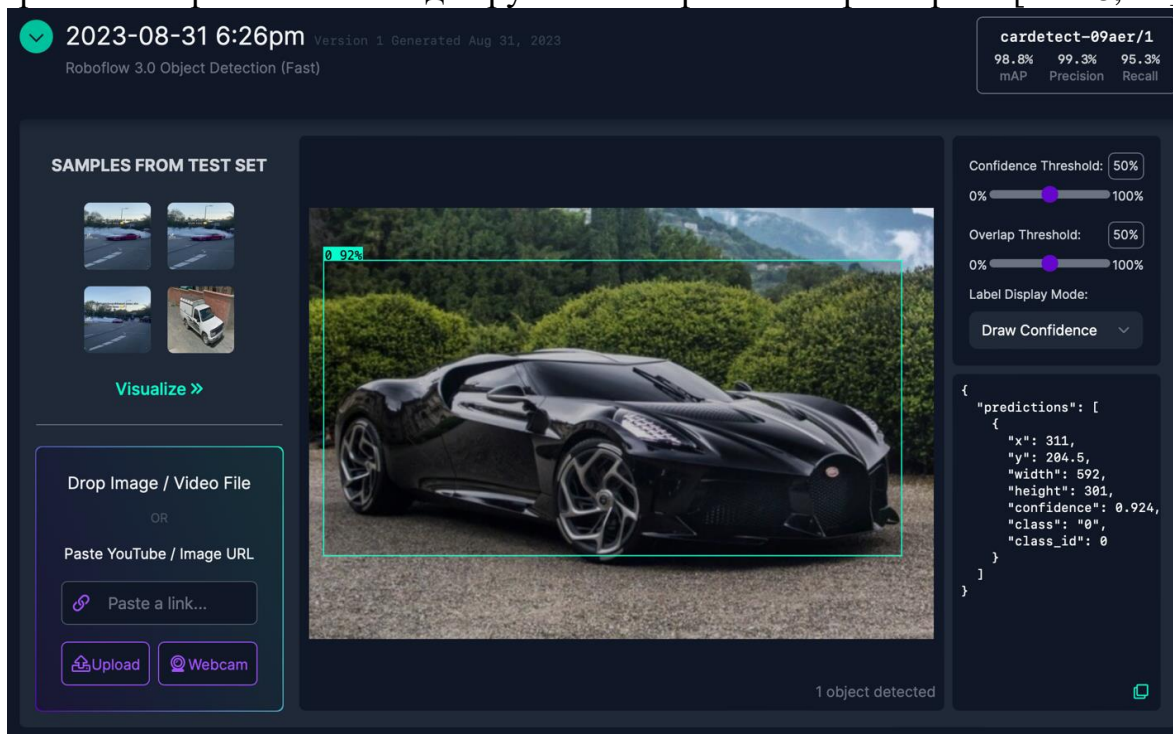 2023-08-31 6:26pm Version 1 Generated Aug 31, 2023
Roboflow 3.0 Object Detection (Fast)
cardetect-09aer/1
98.8% 99.3% 95.3%
mAP Precision Recall
SAMPLES FROM TEST SET
Visualize »
Drop Image / Video File
OR
Paste YouTube / Image URL
Paste a link...
Upload Webcam
0 92%
1 object detected
Confidence Threshold: 50%
0% 100%
Overlap Threshold: 50%
0% 100%
Label Display Mode:
Draw Confidence
{
"predictions": [
{
"x": 311,
"y": 204.5,
"width": 592,
"height": 301,
"confidence": 0.924,
"class": "0",
"class_id": 0
}
]
}